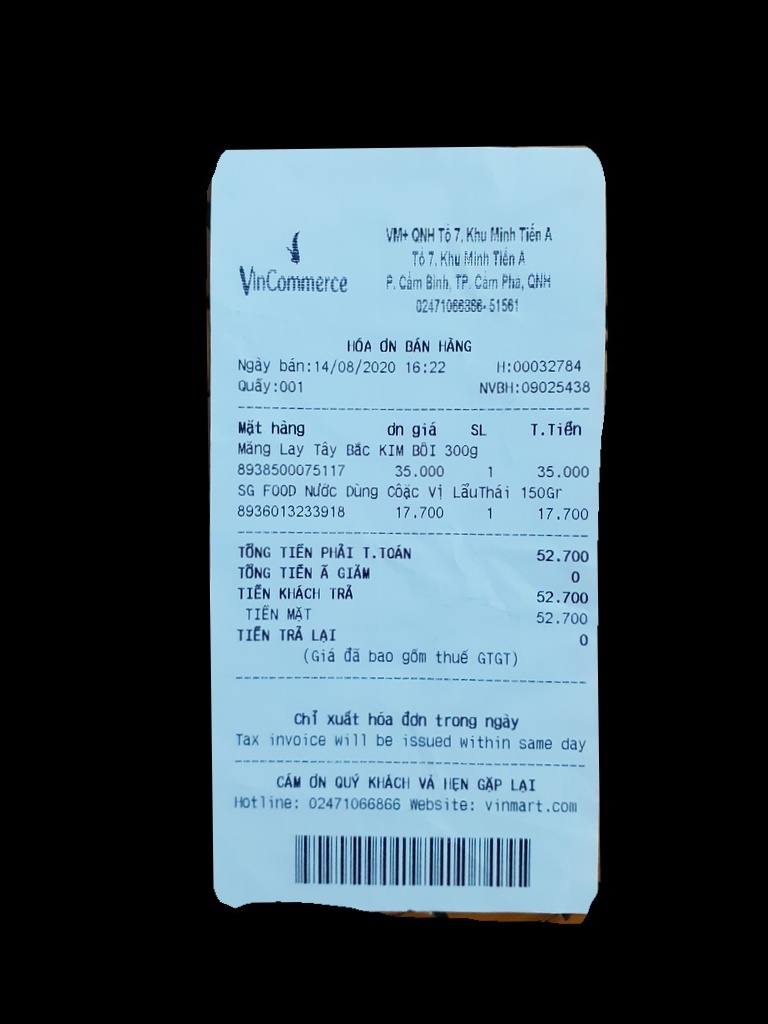 VinCommerce
VM+ QNH Tổ 7, Khu Minh Tiến A
Tổ 7, Khu Minh Tiến A
P. Cẩm Bình, TP. Cẩm Phả, QNH
02471066866-51561
HÓA ƠN BÁN HÀNG
Ngày bán:14/08/2020 16:22 H:00032784
Quầy:001 NVBH:09025438
Mặt hàng ơn giá SL T.Tiền
Măng Lay Tây Bắc KIM BÔI 300g
8938500075117 35.000 1 35.000
SG FOOD Nước Dùng Côặc Vị LẩuThái 150Gr
8936013233918 17.700 1 17.700
TỔNG TIỀN PHẢI T.TOÁN 52.700
TỔNG TIỀN Ã GIẢM 0
TIỀN KHÁCH TRẢ 52.700
TIỀN MẶT 52.700
TIỀN TRẢ LẠI 0
(Giá đã bao gồm thuế GTGT)
Chỉ xuất hóa đơn trong ngày
Tax invoice will be issued within same day
CẢM ƠN QUÝ KHÁCH VÀ HẸN GẶP LẠI
Hotline: 02471066866 Website: vinmart.com